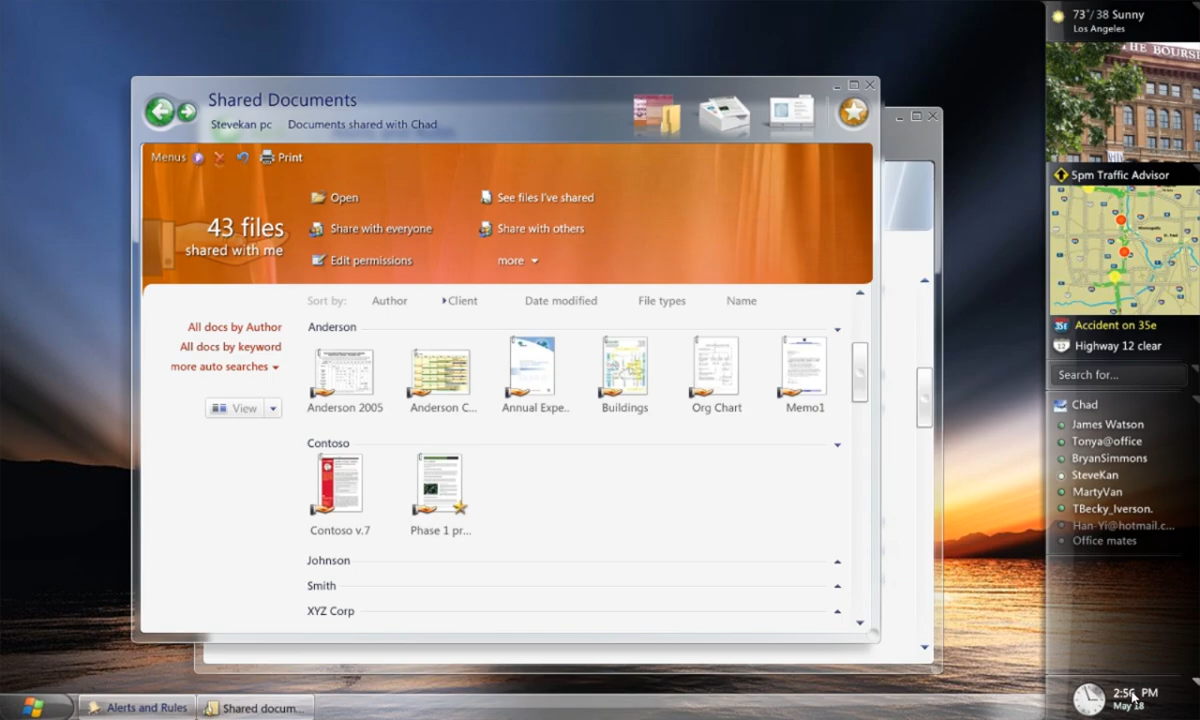 73°/ 38 Sunny
Los Angeles
THE BOURS
Shared Documents
Stevekan pc Documents shared with Chad
Menus Print
5pm Traffic Advisor
43 files
shared with me
Open
See files I've shared
Share with everyone
Share with others
Edit permissions
more
Sort by: Author Client Date modified File types Name
All docs by Author
All docs by keyword
more auto searches
View
Anderson
Anderson 2005 Anderson C... Annual Expe.. Buildings Org Chart Memo1
Contoso
Contoso v.7 Phase 1 pr...
Johnson
Smith
XYZ Corp
35E Accident on 35e
12 Highway 12 clear
Search for...
Chad
James Watson
Tonya@office
BryanSimmons
SteveKan
MartyVan
TBecky_Iverson.
Han-Yi@hotmail.c...
Office mates
Alerts and Rules Shared docum...
2:56 PM
May 18